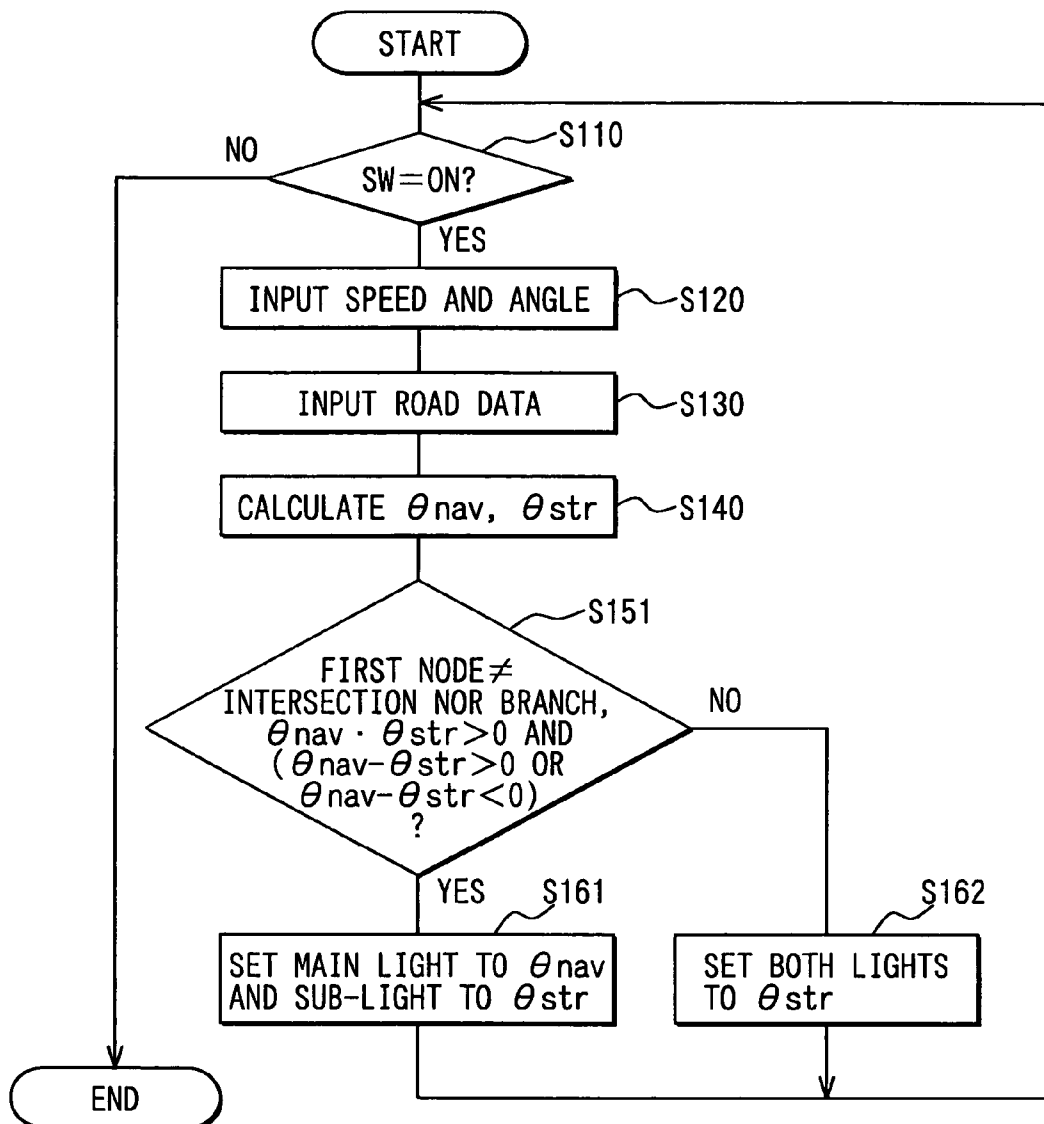 START
S110
NO
SW=ON?
YES
INPUT SPEED AND ANGLE
S120
INPUT ROAD DATA
S130
CALCULATE θnav, θstr
S140
S151
FIRST NODE≠
INTERSECTION NOR BRANCH,
θnav・θstr>0 AND
(θnav-θstr>0 OR
θnav-θstr<0)
?
NO
YES
S161
S162
SET MAIN LIGHT TO θnav
AND SUB-LIGHT TO θstr
SET BOTH LIGHTS
TO θstr
END